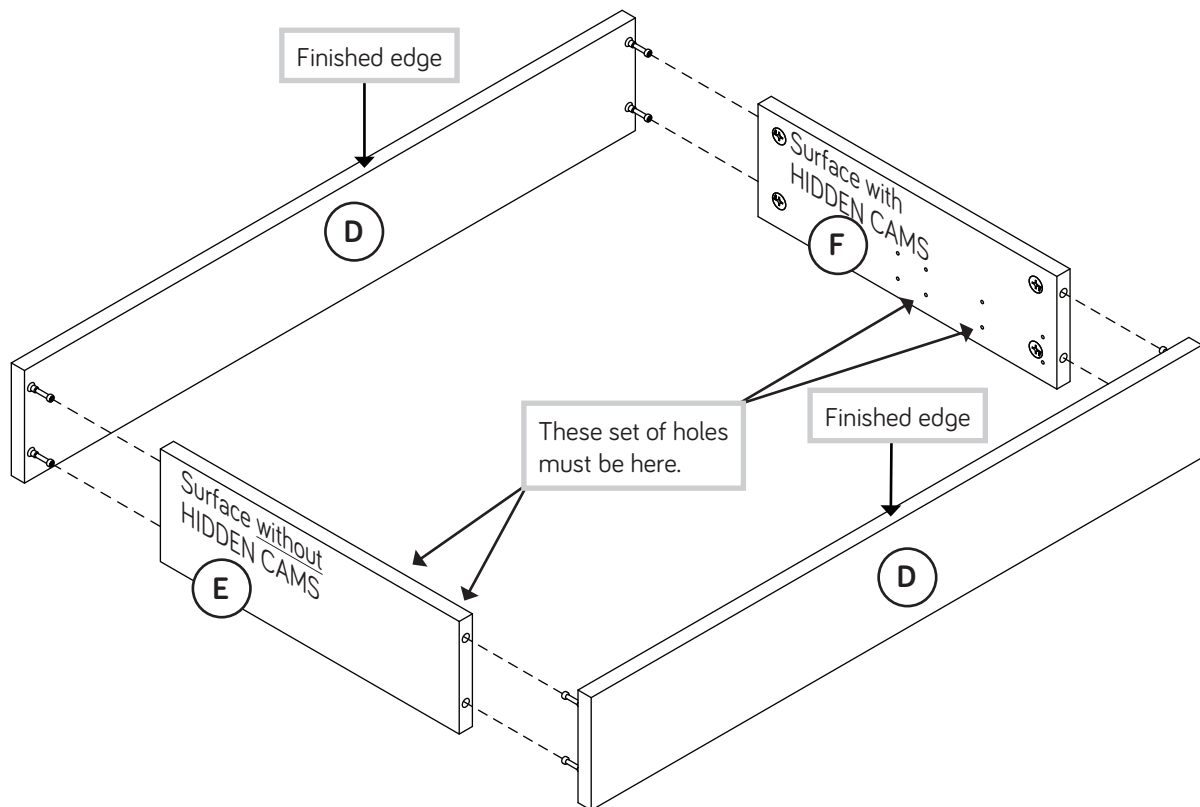 Finished edge
D
Surface with
HIDDEN CAMS
F
These set of holes
must be here.
Finished edge
Surface without
HIDDEN CAMS
E
D